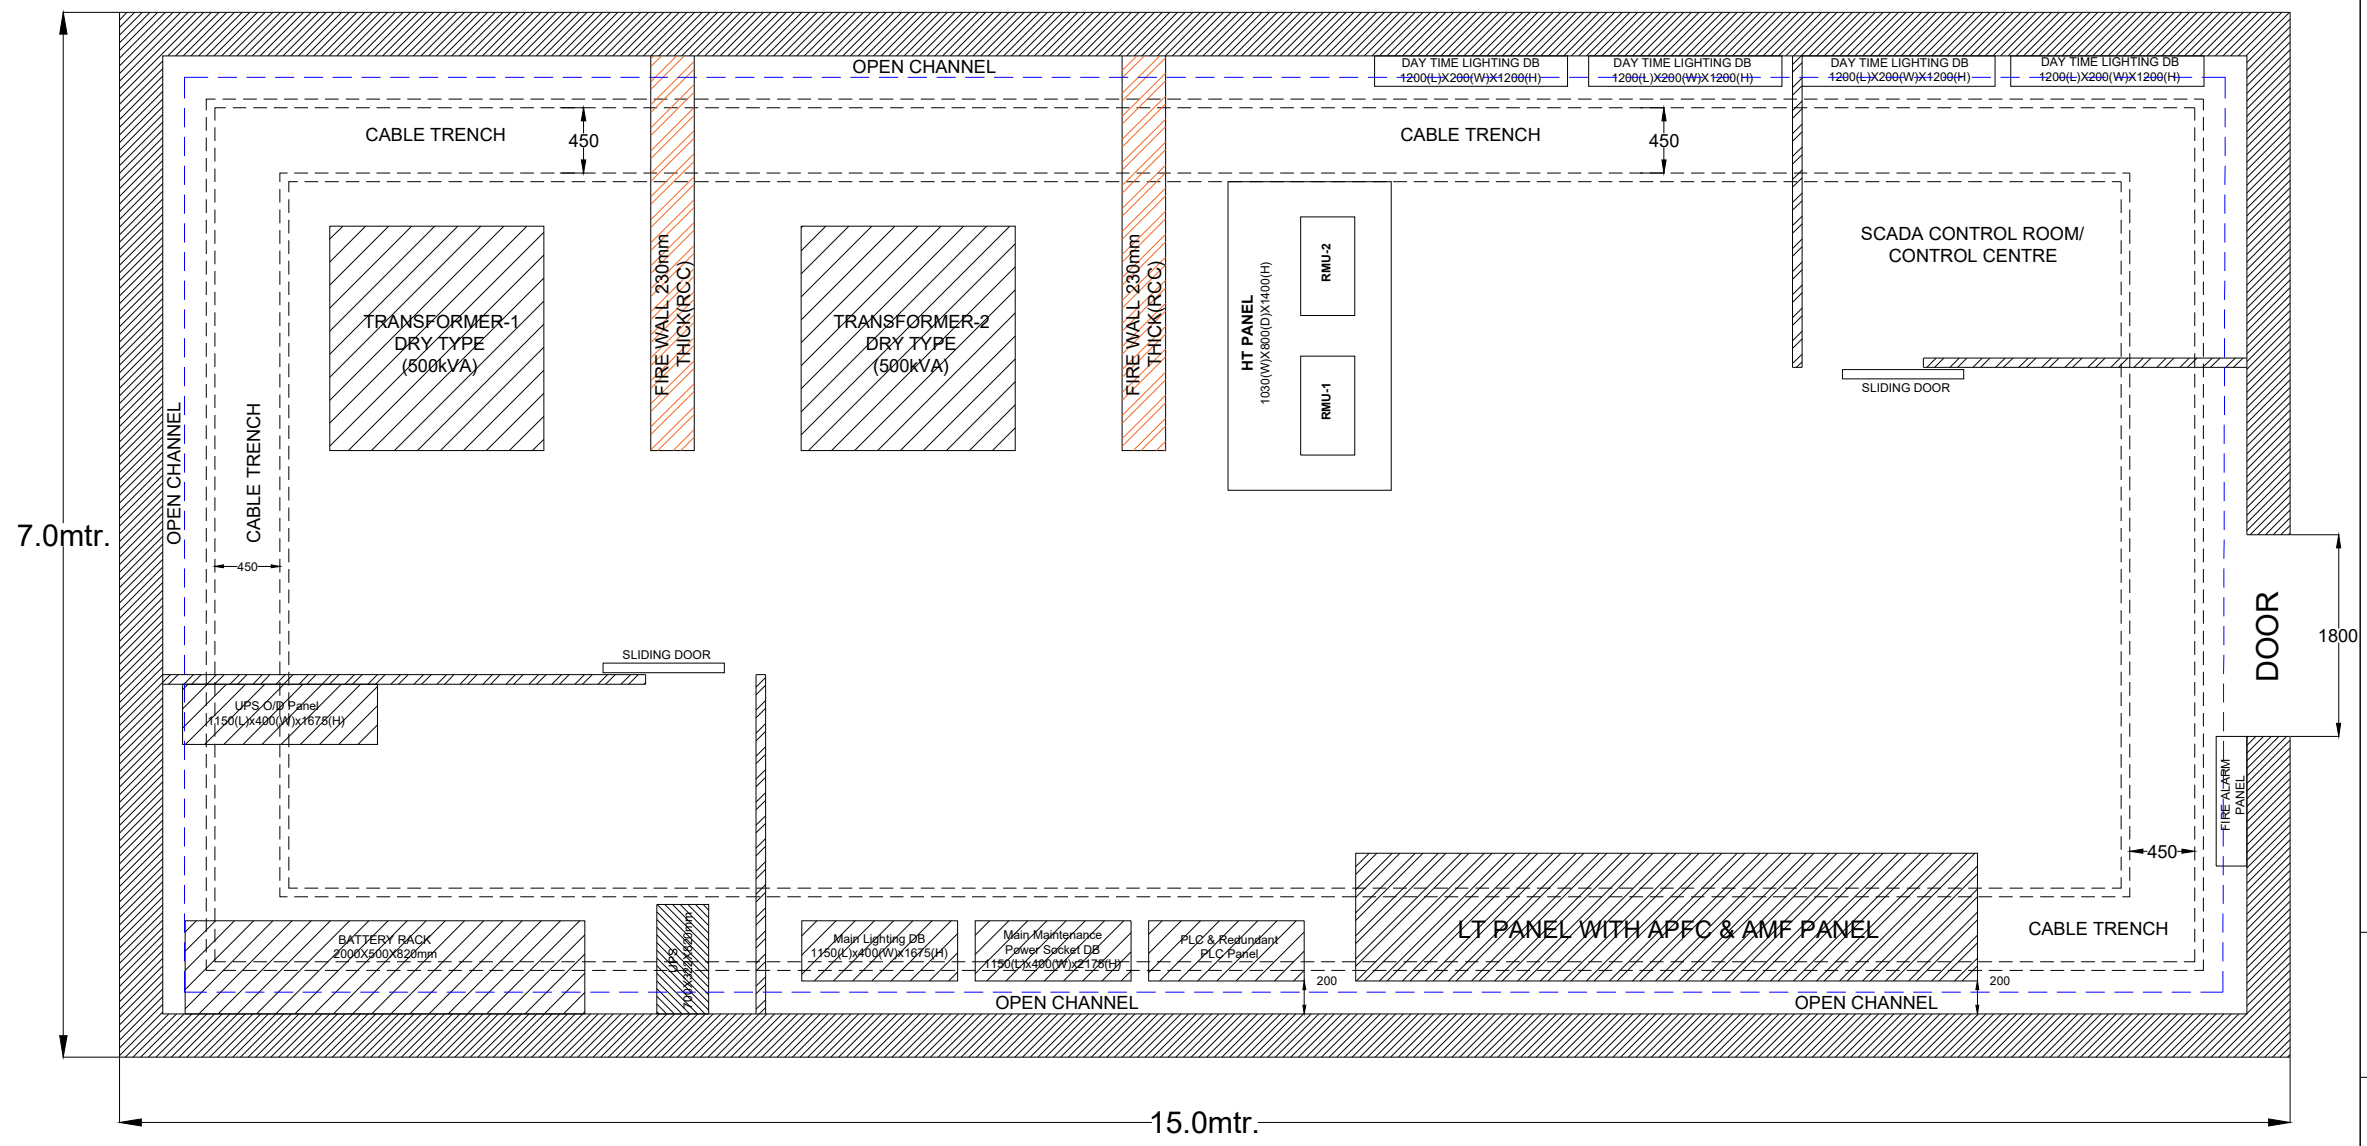 OPEN CHANNEL
DAY TIME LIGHTING DB
1200(L)X200(W)X1200(H)
DAY TIME LIGHTING DB
1200(L)X200(W)X1200(H)
DAY TIME LIGHTING DB
1200(L)X200(W)X1200(H)
DAY TIME LIGHTING DB
1200(L)X200(W)X1200(H)
CABLE TRENCH
450
CABLE TRENCH
450
TRANSFORMER-1
DRY TYPE
(500kVA)
FIRE WALL 230mm
THICK(RCC)
TRANSFORMER-2
DRY TYPE
(500kVA)
FIRE WALL 230mm
THICK(RCC)
HT PANEL
1030(W)X800(D)X1400(H)
RMU-2
RMU-1
SCADA CONTROL ROOM/
CONTROL CENTRE
SLIDING DOOR
OPEN CHANNEL
CABLE TRENCH
450
7.0mtr.
DOOR
1800
SLIDING DOOR
UPS O/D Panel
1150(L)x400(W)x1675(H)
FIRE ALARM
PANEL
450
BATTERY RACK
2000X500X820mm
UPS
Main Lighting DB
1150(L)x400(W)x1675(H)
Main Maintenance
Power Socket DB
1150(L)x400(W)x2175(H)
PLC & Redundant
PLC Panel
LT PANEL WITH APFC & AMF PANEL
CABLE TRENCH
200
200
OPEN CHANNEL
OPEN CHANNEL
15.0mtr.